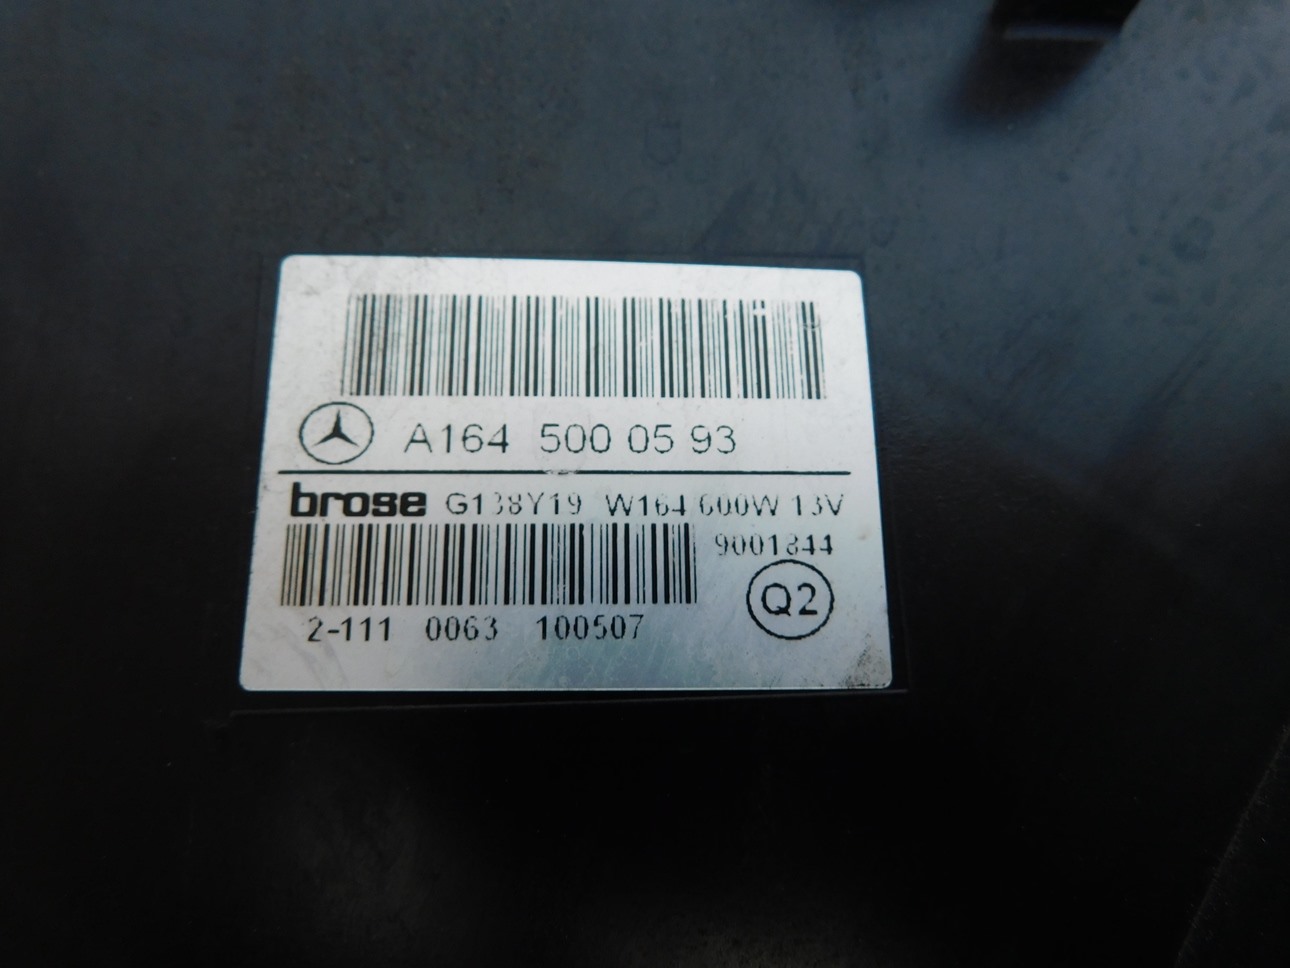 A164 500 05 93
brose G138Y19 W164 600W 13V
9001844
Q2
2-111 0063 100507